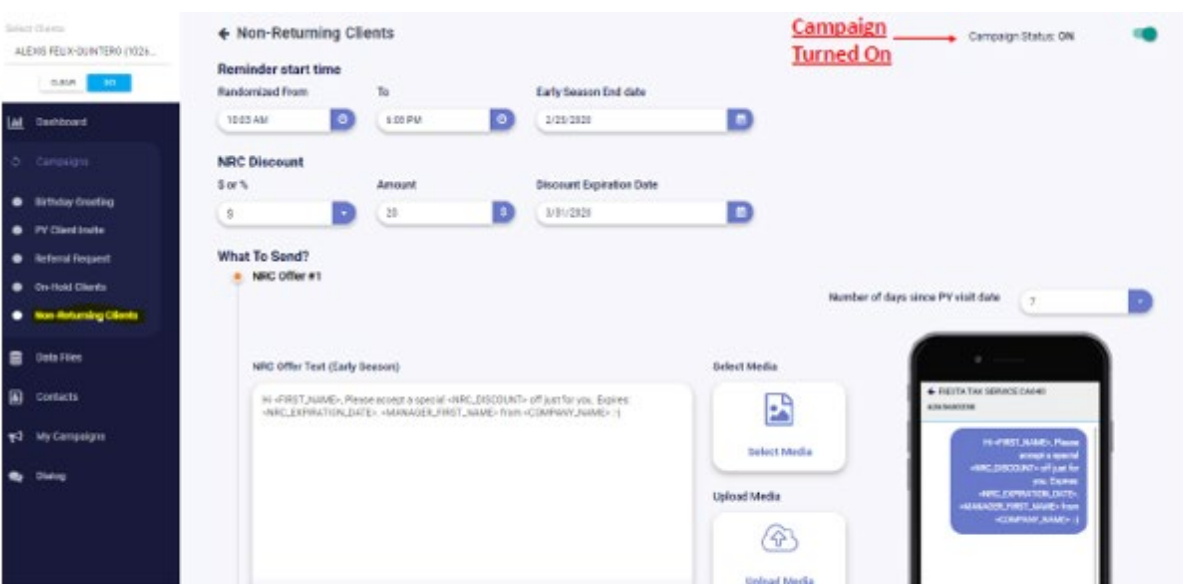 Select Clients
ALEXIS FELIX-QUINTERO (1026...
CLEAR
GO
Dashboard
Campaigns
Birthday Greeting
PY Client Invite
Referral Request
On-Hold Clients
Non-Returning Clients
Data Files
Contacts
My Campaigns
Dialog
← Non-Returning Clients
Campaign
Turned On
Campaign Status: ON
Reminder start time
Randomized From
To
Early Season End date
10:03 AM
6:03 PM
2/25/2020
NRC Discount
$ or %
Amount
Discount Expiration Date
$
20
$
3/31/2020
What To Send?
NRC Offer #1
Number of days since PY visit date
7
NRC Offer Text (Early Season)
Hi <FIRST_NAME>, Please accept a special <NRC_DISCOUNT> off just for you. Expires:
<NRC_EXPIRATION_DATE>. <MANAGER_FIRST_NAME> from <COMPANY_NAME> :-)
Select Media
Select Media
Upload Media
Upload Media
← FIESTA TAX SERVICE
Hi <FIRST_NAME>, Please
accept a special
<NRC_DISCOUNT> off just for
you. Expires:
<NRC_EXPIRATION_DATE>.
<MANAGER_FIRST_NAME> from
<COMPANY_NAME> :-)